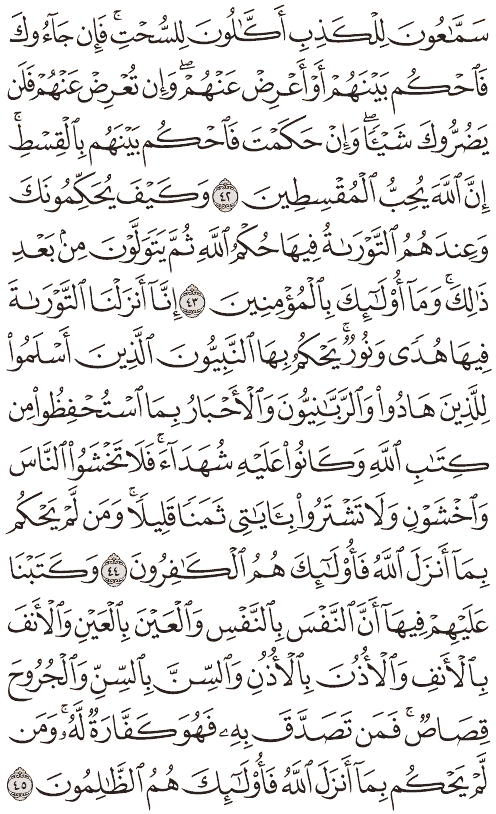 سَمَّٰعُونَ لِلْكَذِبِ أَكَّٰلُونَ لِلسُّحْتِ ۚ فَإِن جَآءُوكَ
فَٱحْكُم بَيْنَهُمْ أَوْ أَعْرِضْ عَنْهُمْ ۖ وَإِن تُعْرِضْ عَنْهُمْ فَلَن
يَضُرُّوكَ شَيْـًٔا ۖ وَإِنْ حَكَمْتَ فَٱحْكُم بَيْنَهُم بِٱلْقِسْطِ ۚ
إِنَّ ٱللَّهَ يُحِبُّ ٱلْمُقْسِطِينَ ٤٢ وَكَيْفَ يُحَكِّمُونَكَ
وَعِندَهُمُ ٱلتَّوْرَىٰةُ فِيهَا حُكْمُ ٱللَّهِ ثُمَّ يَتَوَلَّوْنَ مِنۢ بَعْدِ
ذَٰلِكَ ۚ وَمَآ أُو۟لَٰٓئِكَ بِٱلْمُؤْمِنِينَ ٤٣ إِنَّآ أَنزَلْنَا ٱلتَّوْرَىٰةَ
فِيهَا هُدًى وَنُورٌ ۚ يَحْكُمُ بِهَا ٱلنَّبِيُّونَ ٱلَّذِينَ أَسْلَمُوا۟
لِلَّذِينَ هَادُوا۟ وَٱلرَّبَّٰنِيُّونَ وَٱلْأَحْبَارُ بِمَا ٱسْتُحْفِظُوا۟ مِن
كِتَٰبِ ٱللَّهِ وَكَانُوا۟ عَلَيْهِ شُهَدَآءَ ۚ فَلَا تَخْشَوُا۟ ٱلنَّاسَ
وَٱخْشَوْنِ وَلَا تَشْتَرُوا۟ بِـَٔايَٰتِى ثَمَنًا قَلِيلًا ۚ وَمَن لَّمْ يَحْكُم
بِمَآ أَنزَلَ ٱللَّهُ فَأُو۟لَٰٓئِكَ هُمُ ٱلْكَٰفِرُونَ ٤٤ وَكَتَبْنَا
عَلَيْهِمْ فِيهَآ أَنَّ ٱلنَّفْسَ بِٱلنَّفْسِ وَٱلْعَيْنَ بِٱلْعَيْنِ وَٱلْأَنفَ
بِٱلْأَنفِ وَٱلْأُذُنَ بِٱلْأُذُنِ وَٱلسِّنَّ بِٱلسِّنِّ وَٱلْجُرُوحَ
قِصَاصٌ ۚ فَمَن تَصَدَّقَ بِهِۦ فَهُوَ كَفَّارَةٌ لَّهُۥ ۚ وَمَن
لَّمْ يَحْكُم بِمَآ أَنزَلَ ٱللَّهُ فَأُو۟لَٰٓئِكَ هُمُ ٱلظَّٰلِمُونَ ٤٥